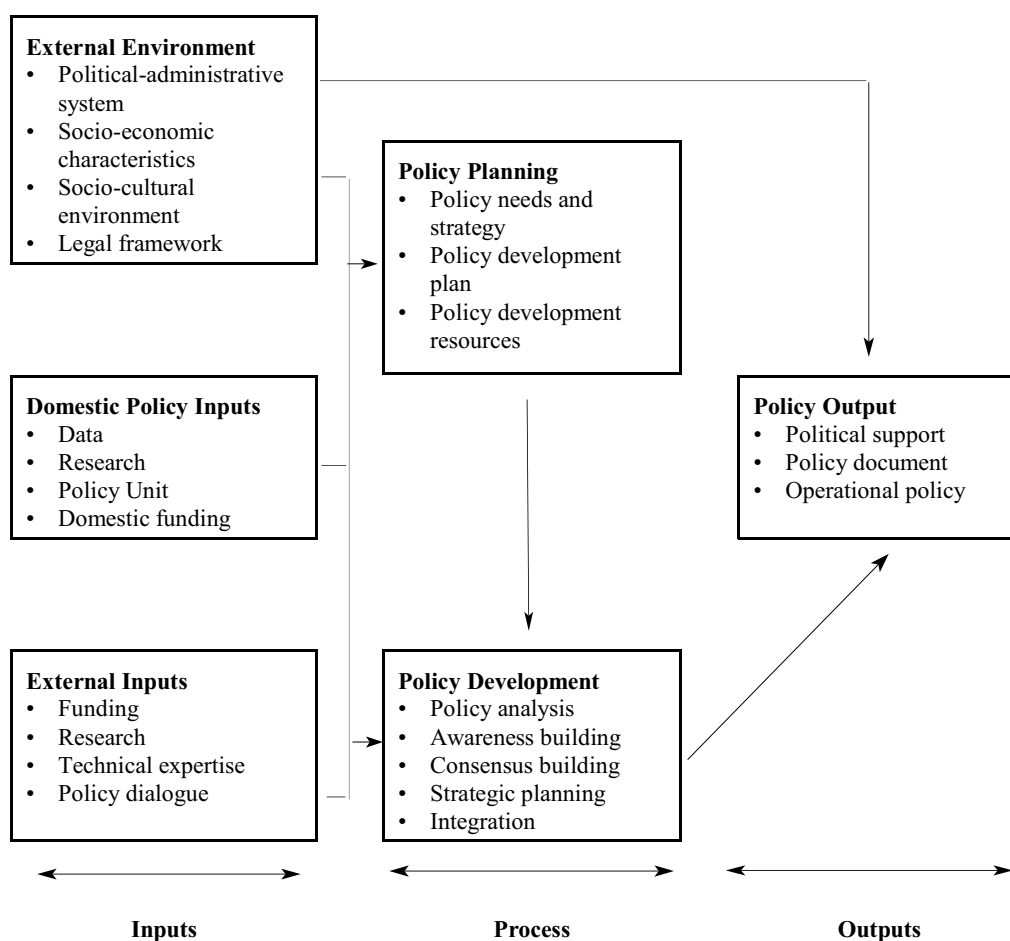 External Environment
• Political-administrative
system
• Socio-economic
characteristics
• Socio-cultural
environment
• Legal framework
Policy Planning
• Policy needs and
strategy
• Policy development
plan
• Policy development
resources
Domestic Policy Inputs
• Data
• Research
• Policy Unit
• Domestic funding
Policy Output
• Political support
• Policy document
• Operational policy
External Inputs
• Funding
• Research
• Technical expertise
• Policy dialogue
Policy Development
• Policy analysis
• Awareness building
• Consensus building
• Strategic planning
• Integration
Inputs
Process
Outputs